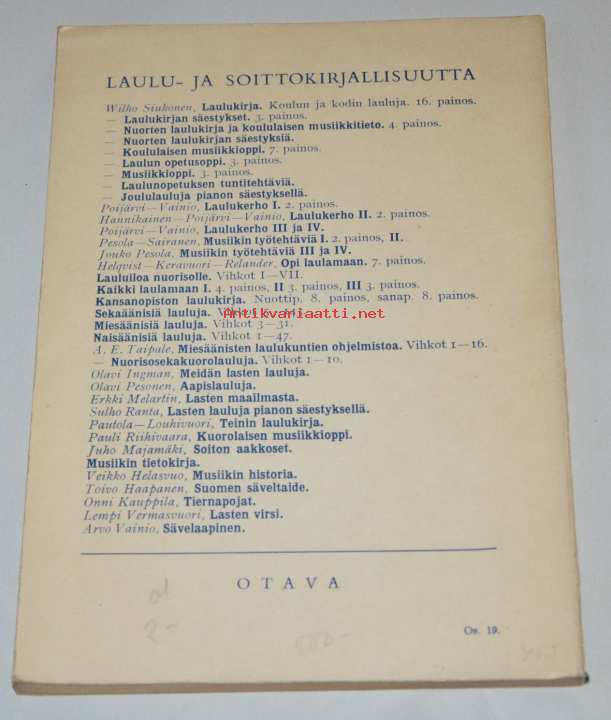 LAULU- JA SOITTOKIRJALLISUUTTA
Wilho Siukonen, Laulukirja. Koulun ja kodin lauluja. 16. painos.
— Laulukirjan säestykset. 3. painos.
— Nuorten laulukirja ja koululaisen musiikkitieto. 4. painos.
— Nuorten laulukirjan säestyksiä.
— Koululaisen musiikkioppi. 7. painos.
— Laulun opetusoppi. 3. painos.
— Musiikkioppi. 3. painos.
— Laulunopetuksen tuntitehtäviä.
— Joululauluja pianon säestyksellä.
Poijärvi—Vainio, Laulukerho I. 2. painos.
Hannikainen—Poijärvi—Vainio, Laulukerho II. 2. painos.
Poijärvi—Vainio, Laulukerho III ja IV.
Pesola—Sairanen, Musiikin työtehtäviä I. 2. painos, II.
Jouko Pesola, Musiikin työtehtäviä III ja IV.
Helqvist—Keravuori—Relander, Opi laulamaan. 7. painos.
Lauluiloa nuorisolle. Vihkot I—VII.
Kaikki laulamaan I. 4. painos, II 3. painos, III 3. painos.
Kansanopiston laulukirja. Nuottip. 8. painos, sanap. 8. painos.
Sekaäänisiä lauluja.
Antikvariaatti.net
Miesäänisiä lauluja. Vihkot 3—31.
Naisäänisiä lauluja. Vihkot 1—47.
A. E. Taipale, Miesäänisten laulukuntien ohjelmistoa. Vihkot 1—16.
— Nuorisosekakuorolauluja. Vihkot 1—10.
Olavi Ingman, Meidän lasten lauluja.
Olavi Pesonen, Aapislauluja.
Erkki Melartin, Lasten maailmasta.
Sulho Ranta, Lasten lauluja pianon säestyksellä.
Pautola—Louhivuori, Teinin laulukirja.
Pauli Riihivaara, Kuorolaisen musiikkioppi.
Juho Majamäki, Soiton aakkoset.
Musiikin tietokirja.
Veikko Helasvuo, Musiikin historia.
Toivo Haapanen, Suomen säveltaide.
Onni Kauppila, Tiernapojat.
Lempi Vermasvuori, Lasten virsi.
Arvo Vainio, Sävelaapinen.
OTAVA
2-
Os. 19.